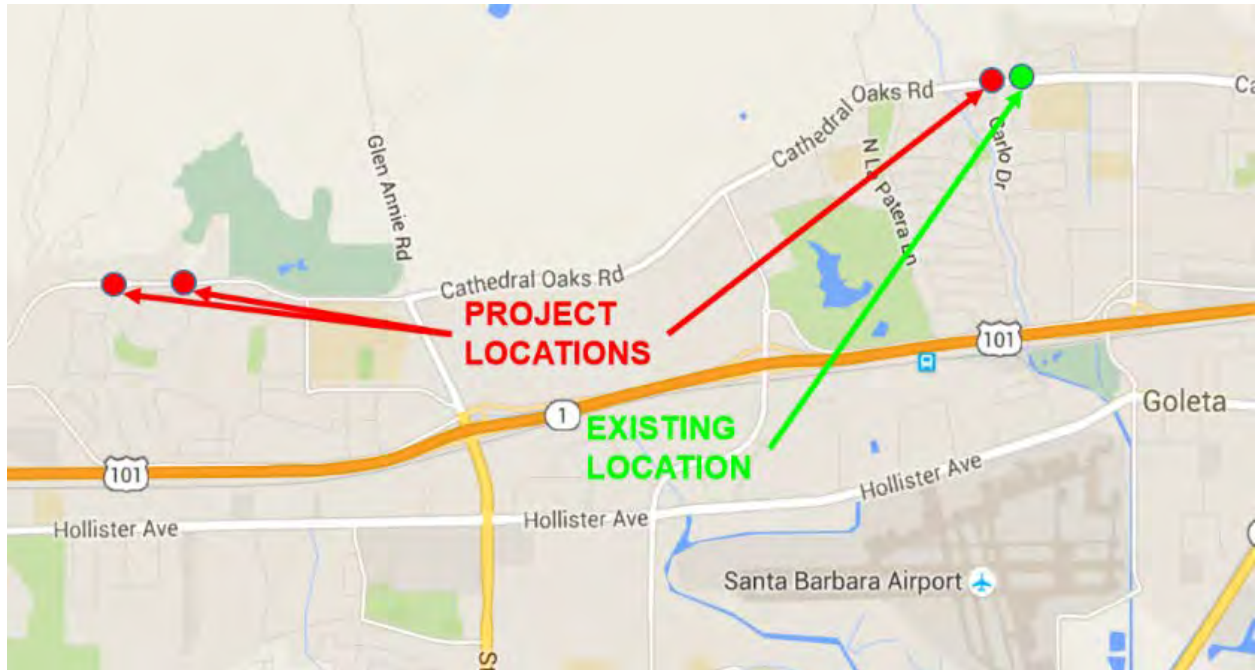 Cathedral Oaks Rd
Ca
Carlo Dr
Glen Annie Rd
N La Patera Ln
Cathedral Oaks Rd
PROJECT
LOCATIONS
101
1
Goleta
EXISTING
LOCATION
101
Hollister Ave
Hollister Ave
Hollister Ave
Santa Barbara Airport
St